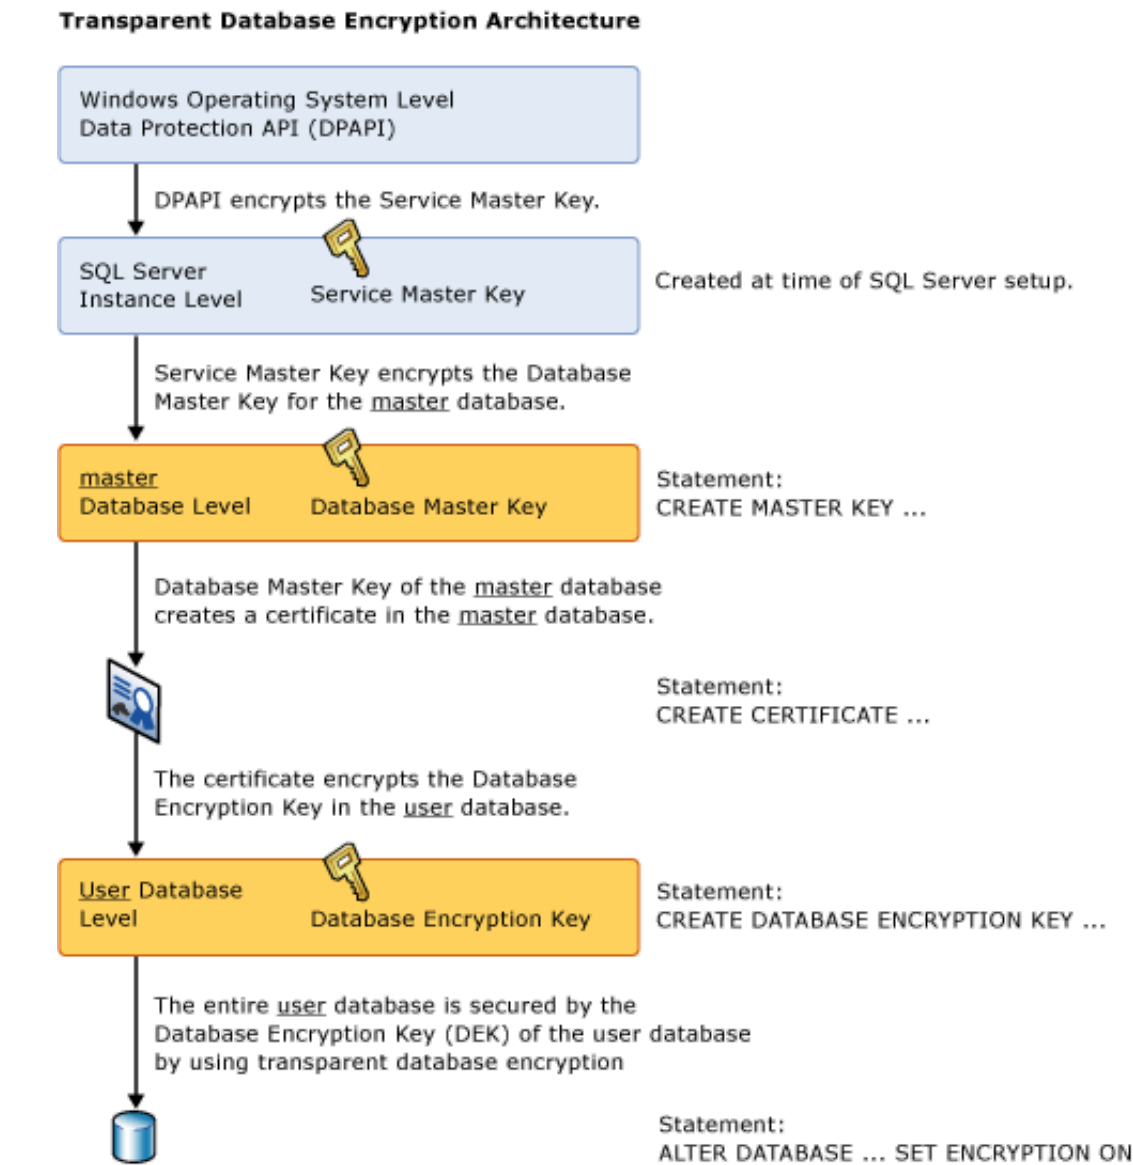 Transparent Database Encryption Architecture
Windows Operating System Level
Data Protection API (DPAPI)
DPAPI encrypts the Service Master Key.
SQL Server
Instance Level
Service Master Key
Created at time of SQL Server setup.
Service Master Key encrypts the Database
Master Key for the master database.
master
Database Level
Database Master Key
Statement:
CREATE MASTER KEY ...
Database Master Key of the master database
creates a certificate in the master database.
Statement:
CREATE CERTIFICATE ...
The certificate encrypts the Database
Encryption Key in the user database.
User Database
Level
Database Encryption Key
Statement:
CREATE DATABASE ENCRYPTION KEY ...
The entire user database is secured by the
Database Encryption Key (DEK) of the user database
by using transparent database encryption
Statement:
ALTER DATABASE ... SET ENCRYPTION ON